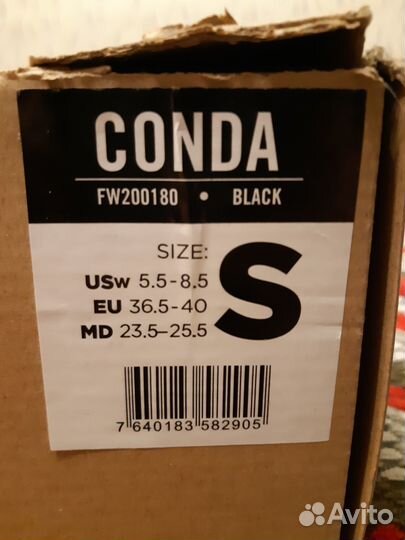 CONDA
FW200180 • BLACK
SIZE:
USW 5.5-8.5
EU 36.5-40
MD 23.5-25.5
S
7 640183 582905
Avito